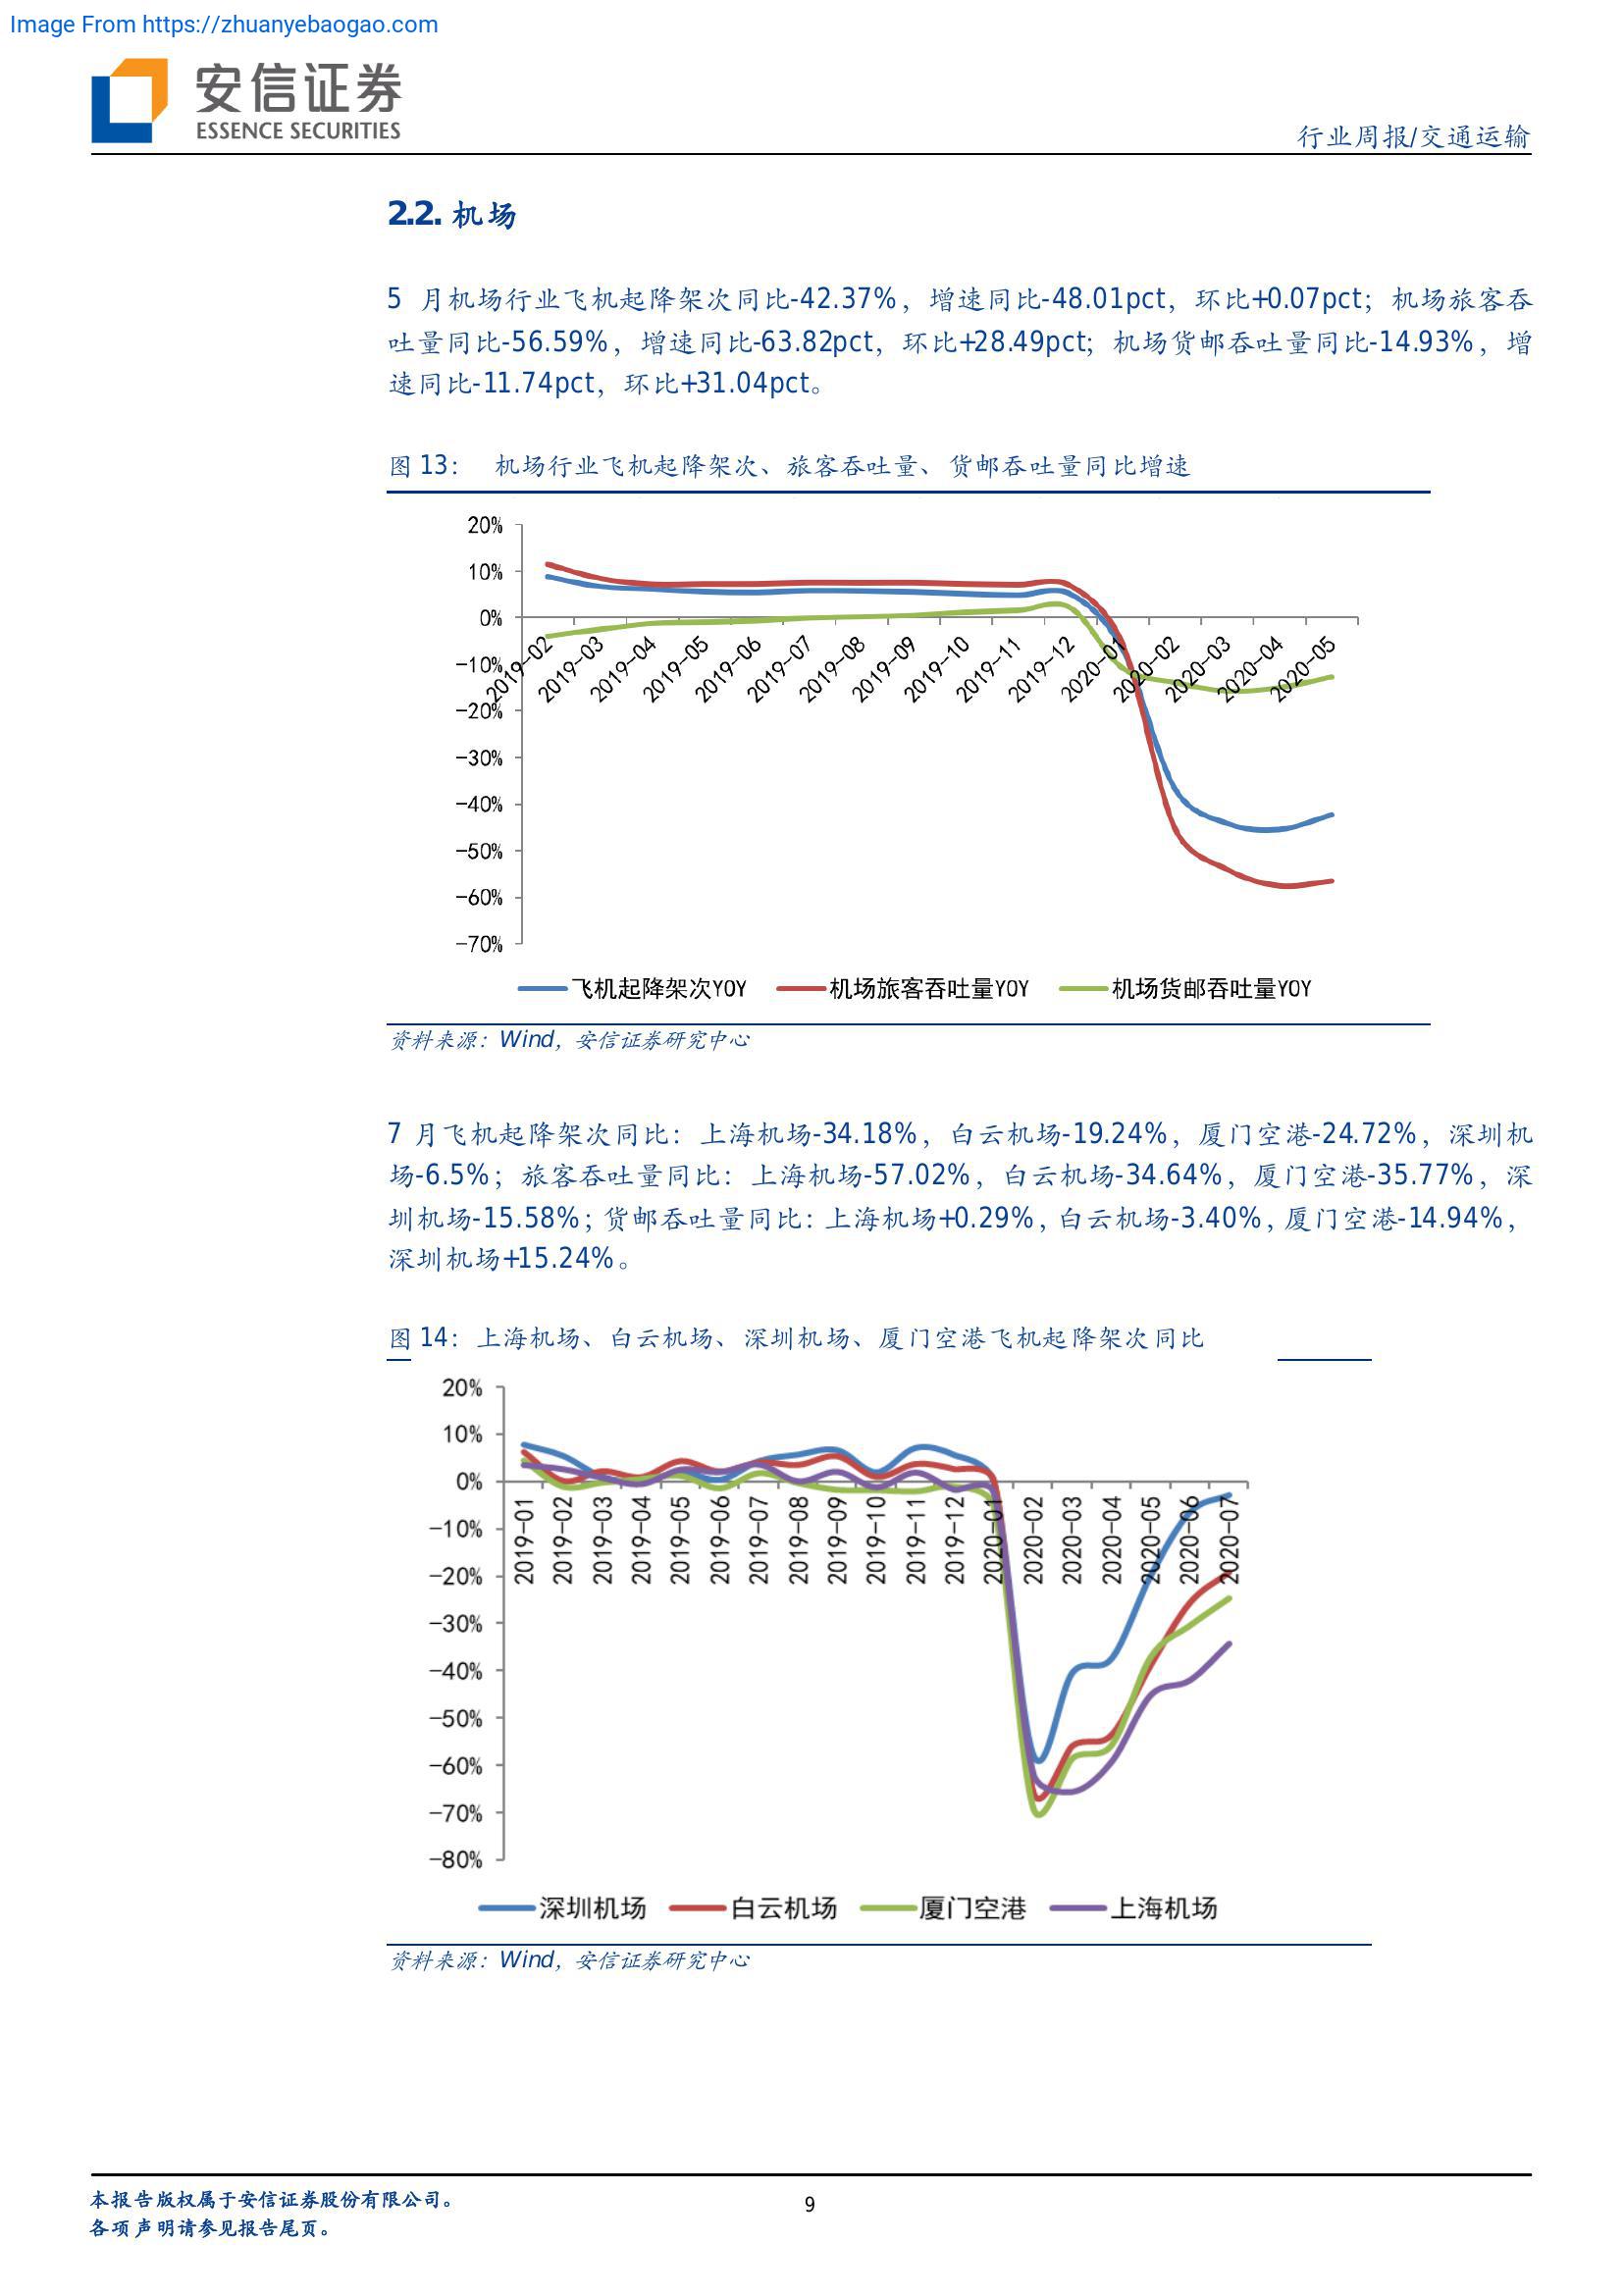 Image From https://zhuanyebaogao.com
安信证券
ESSENCE SECURITIES
行业周报/交通运输
2.2. 机场
5 月机场行业飞机起降架次同比-42.37%，增速同比-48.01pct，环比+0.07pct；机场旅客吞
吐量同比-56.59%，增速同比-63.82pct，环比+28.49pct；机场货邮吞吐量同比-14.93%，增
速同比-11.74pct，环比+31.04pct。
图 13： 机场行业飞机起降架次、旅客吞吐量、货邮吞吐量同比增速
20%
10%
0%
-10%
-20%
-30%
-40%
-50%
-60%
-70%
2019-02 2019-03 2019-04 2019-05 2019-06 2019-07 2019-08 2019-09 2019-10 2019-11 2019-12 2020-01 2020-02 2020-03 2020-04 2020-05
飞机起降架次YOY 机场旅客吞吐量YOY 机场货邮吞吐量YOY
资料来源：Wind，安信证券研究中心
7 月飞机起降架次同比：上海机场-34.18%，白云机场-19.24%，厦门空港-24.72%，深圳机
场-6.5%；旅客吞吐量同比：上海机场-57.02%，白云机场-34.64%，厦门空港-35.77%，深
圳机场-15.58%；货邮吞吐量同比：上海机场+0.29%，白云机场-3.40%，厦门空港-14.94%，
深圳机场+15.24%。
图 14：上海机场、白云机场、深圳机场、厦门空港飞机起降架次同比
20%
10%
0%
-10%
-20%
-30%
-40%
-50%
-60%
-70%
-80%
2019-01 2019-02 2019-03 2019-04 2019-05 2019-06 2019-07 2019-08 2019-09 2019-10 2019-11 2019-12 2020-01 2020-02 2020-03 2020-04 2020-05 2020-06 2020-07
深圳机场 白云机场 厦门空港 上海机场
资料来源：Wind，安信证券研究中心
本报告版权属于安信证券股份有限公司。
各项声明请参见报告尾页。
9